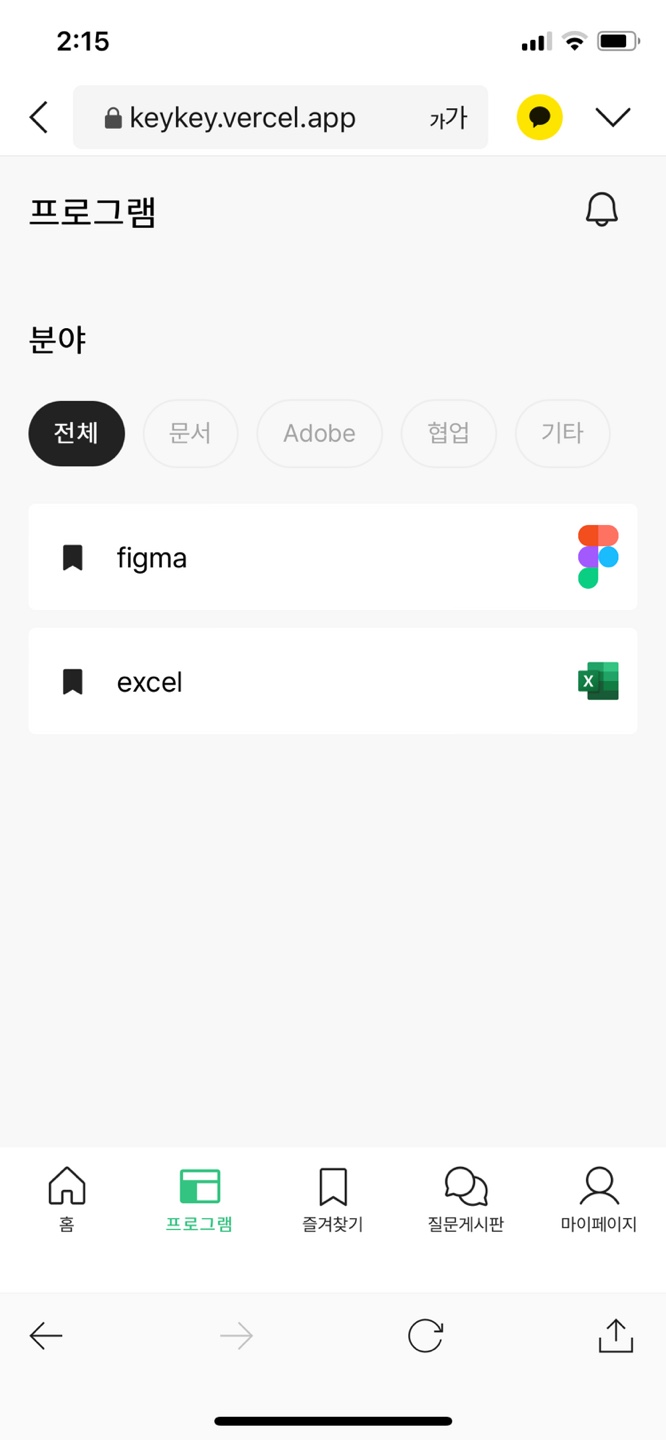 2:15
keykey.vercel.app 가가
프로그램
분야
전체 문서 Adobe 협업 기타
figma
excel X
홈 프로그램 즐겨찾기 질문게시판 마이페이지